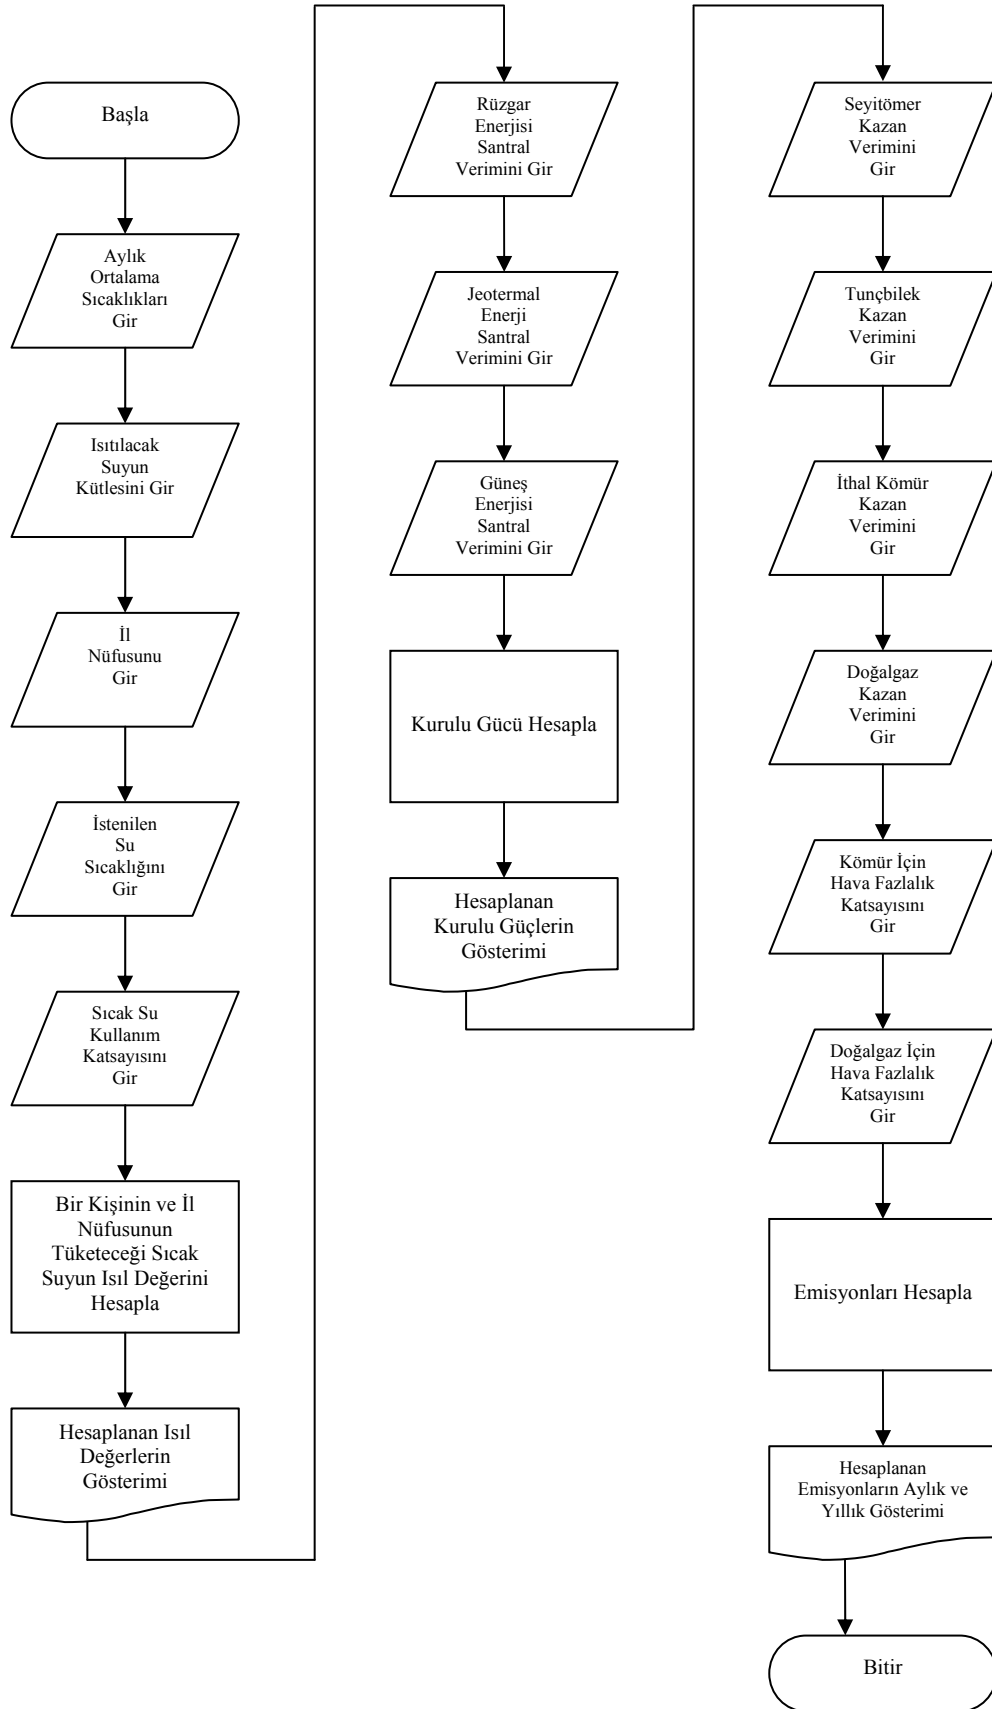 Başla
Aylık
Ortalama
Sıcaklıkları
Gir
Isıtılacak
Suyun
Kütlesini Gir
İl
Nüfusunu
Gir
İstenilen
Su
Sıcaklığını
Gir
Sıcak Su
Kullanım
Katsayısını
Gir
Bir Kişinin ve İl
Nüfusunun
Tüketeceği Sıcak
Suyun Isıl Değerini
Hesapla
Hesaplanan Isıl
Değerlerin
Gösterimi
Rüzgar
Enerjisi
Santral
Verimini Gir
Jeotermal
Enerji
Santral
Verimini Gir
Güneş
Enerjisi
Santral
Verimini Gir
Kurulu Gücü Hesapla
Hesaplanan
Kurulu Güçlerin
Gösterimi
Seyitömer
Kazan
Verimini
Gir
Tunçbilek
Kazan
Verimini
Gir
İthal Kömür
Kazan
Verimini
Gir
Doğalgaz
Kazan
Verimini
Gir
Kömür İçin
Hava Fazlalık
Katsayısını
Gir
Doğalgaz İçin
Hava Fazlalık
Katsayısını
Gir
Emisyonları Hesapla
Hesaplanan
Emisyonların Aylık ve
Yıllık Gösterimi
Bitir